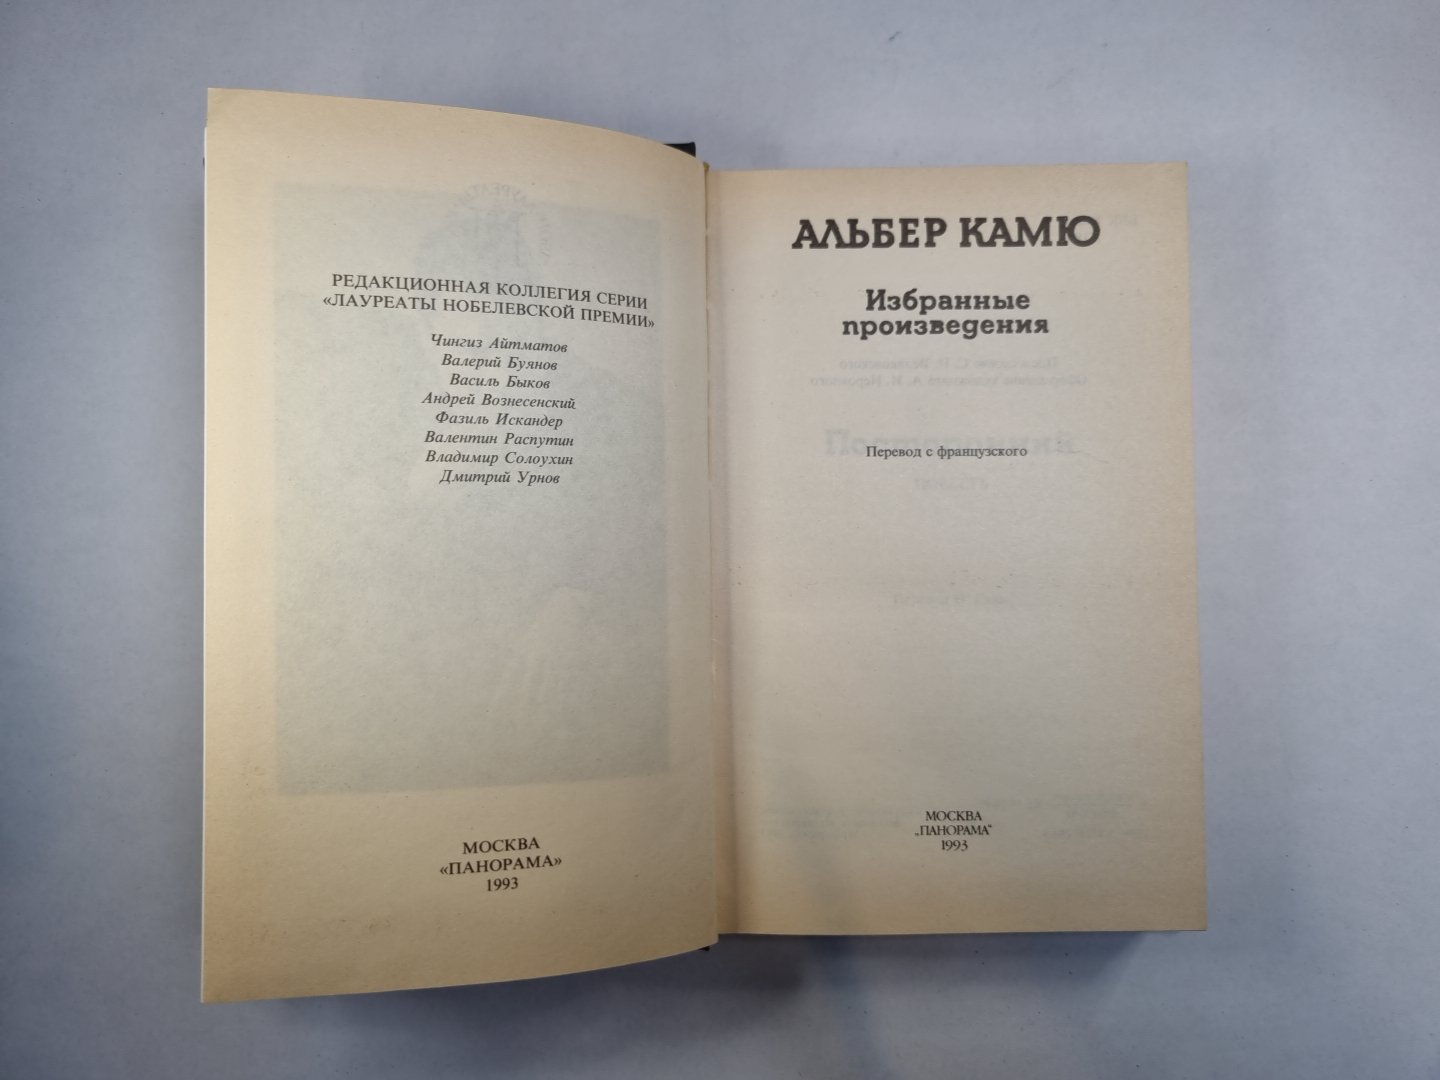 РЕДАКЦИОННАЯ КОЛЛЕГИЯ СЕРИИ
«ЛАУРЕАТЫ НОБЕЛЕВСКОЙ ПРЕМИИ»
Чингиз Айтматов
Валерий Буянов
Василь Быков
Андрей Вознесенский
Фазиль Искандер
Валентин Распутин
Владимир Солоухин
Дмитрий Урнов
МОСКВА
«ПАНОРАМА»
1993
АЛЬБЕР КАМЮ
Избранные
произведения
Перевод с французского
МОСКВА
„ПАНОРАМА“
1993